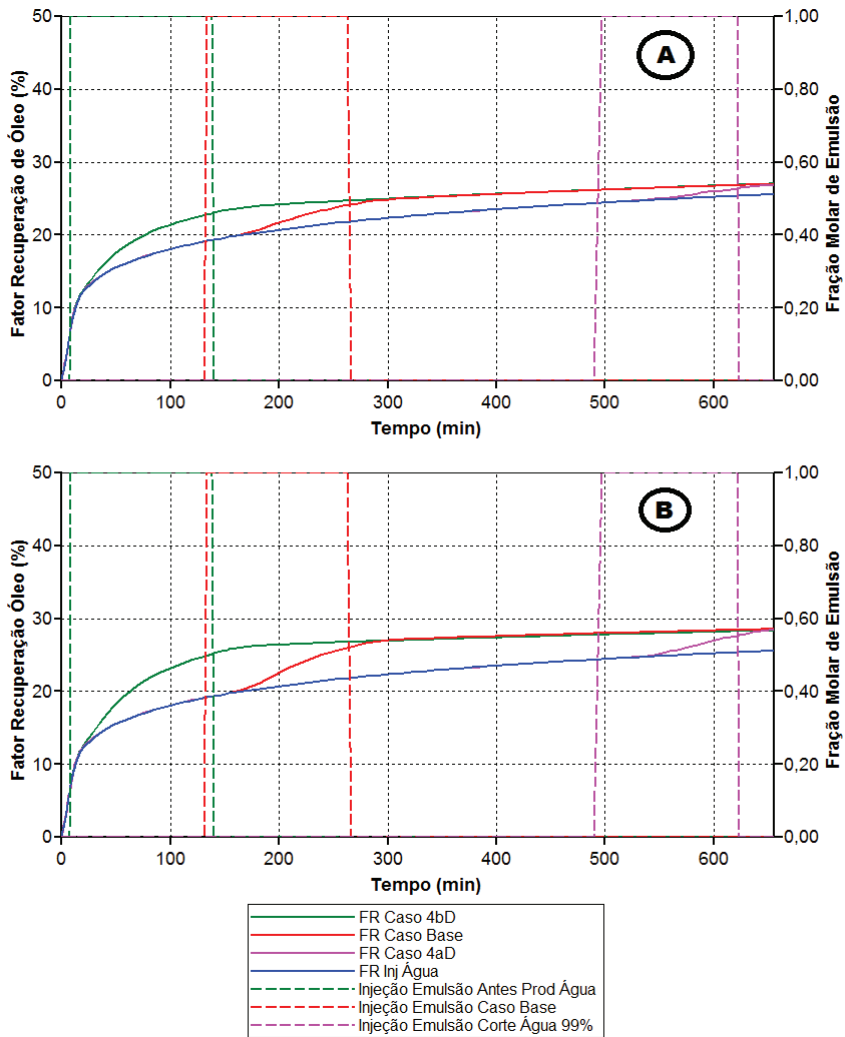 A
Fator Recuperação de Óleo (%)
50
40
30
20
10
0
1,00
0,80
0,60
0,40
0,20
0,00
Fração Molar de Emulsão
0 100 200 300 400 500 600
Tempo (min)
B
Fator Recuperação Óleo (%)
50
40
30
20
10
0
1,00
0,80
0,60
0,40
0,20
0,00
Fração Molar de Emulsão
0 100 200 300 400 500 600
Tempo (min)
FR Caso 4bD
FR Caso Base
FR Caso 4aD
FR Inj Água
Injeção Emulsão Antes Prod Água
Injeção Emulsão Caso Base
Injeção Emulsão Corte Água 99%